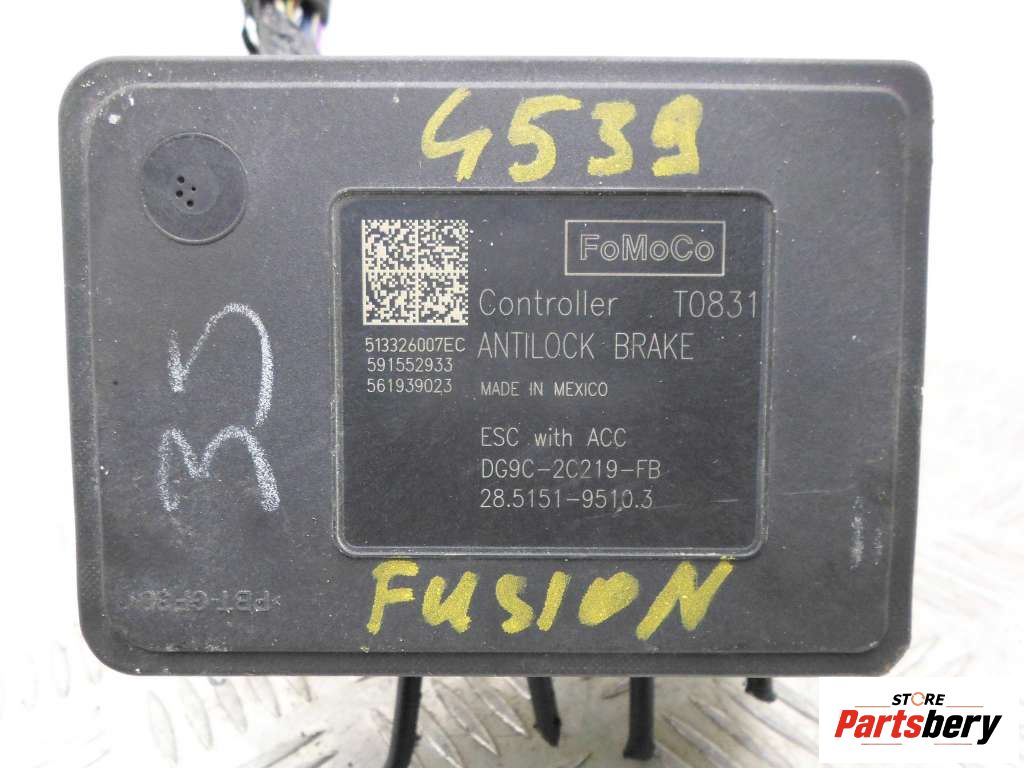 4539
FoMoCo
Controller T0831
ANTILOCK BRAKE
513326007EC
591552933
561939023
MADE IN MEXICO
ESC with ACC
DG9C-2C219-FB
28.5151-9510.3
FUSION
STORE
Partsbery